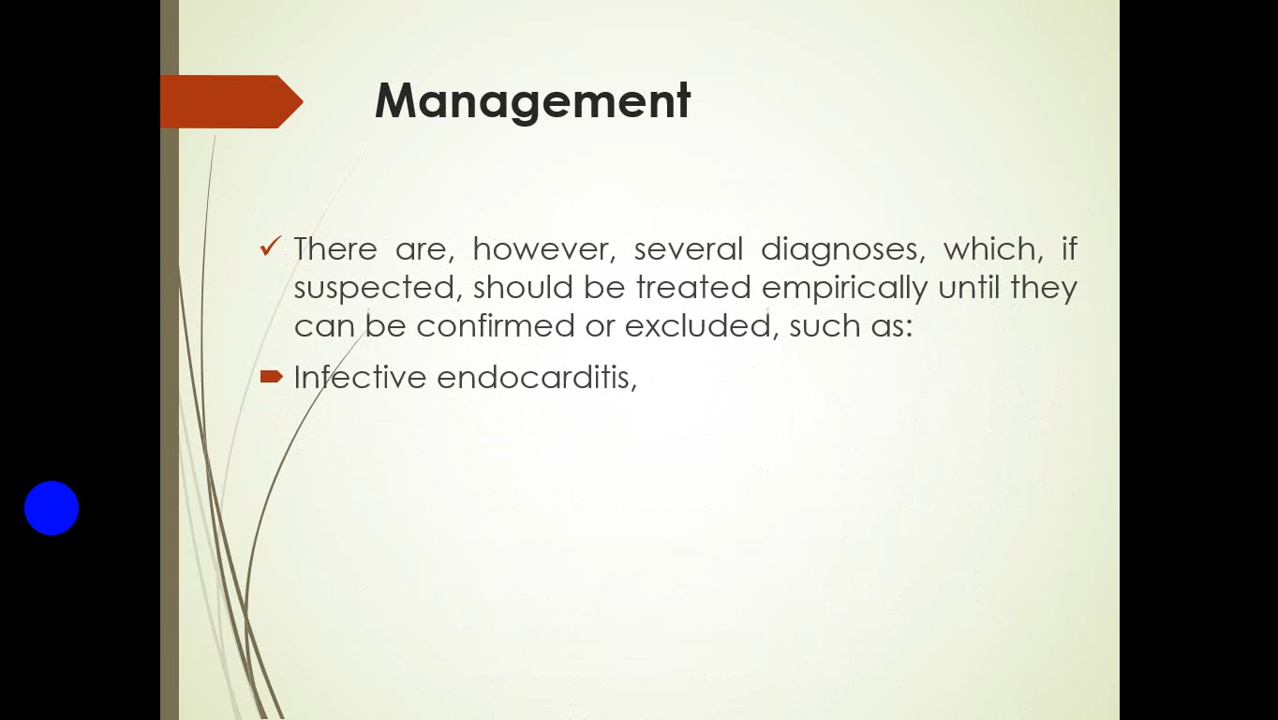 Management
There are, however, several diagnoses, which, if
suspected, should be treated empirically until they
can be confirmed or excluded, such as:
Infective endocarditis,